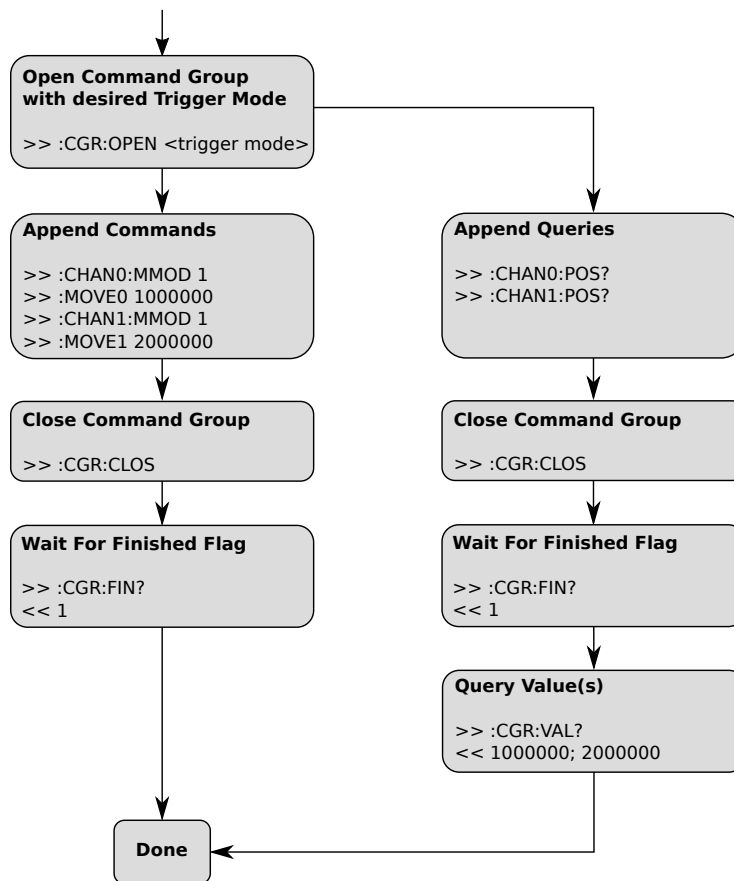 Open Command Group
with desired Trigger Mode
>> :CGR:OPEN <trigger mode>
Append Commands
>> :CHAN0:MMOD 1
>> :MOVE0 1000000
>> :CHAN1:MMOD 1
>> :MOVE1 2000000
Close Command Group
>> :CGR:CLOS
Wait For Finished Flag
>> :CGR:FIN?
<< 1
Append Queries
>> :CHAN0:POS?
>> :CHAN1:POS?
Close Command Group
>> :CGR:CLOS
Wait For Finished Flag
>> :CGR:FIN?
<< 1
Query Value(s)
>> :CGR:VAL?
<< 1000000; 2000000
Done